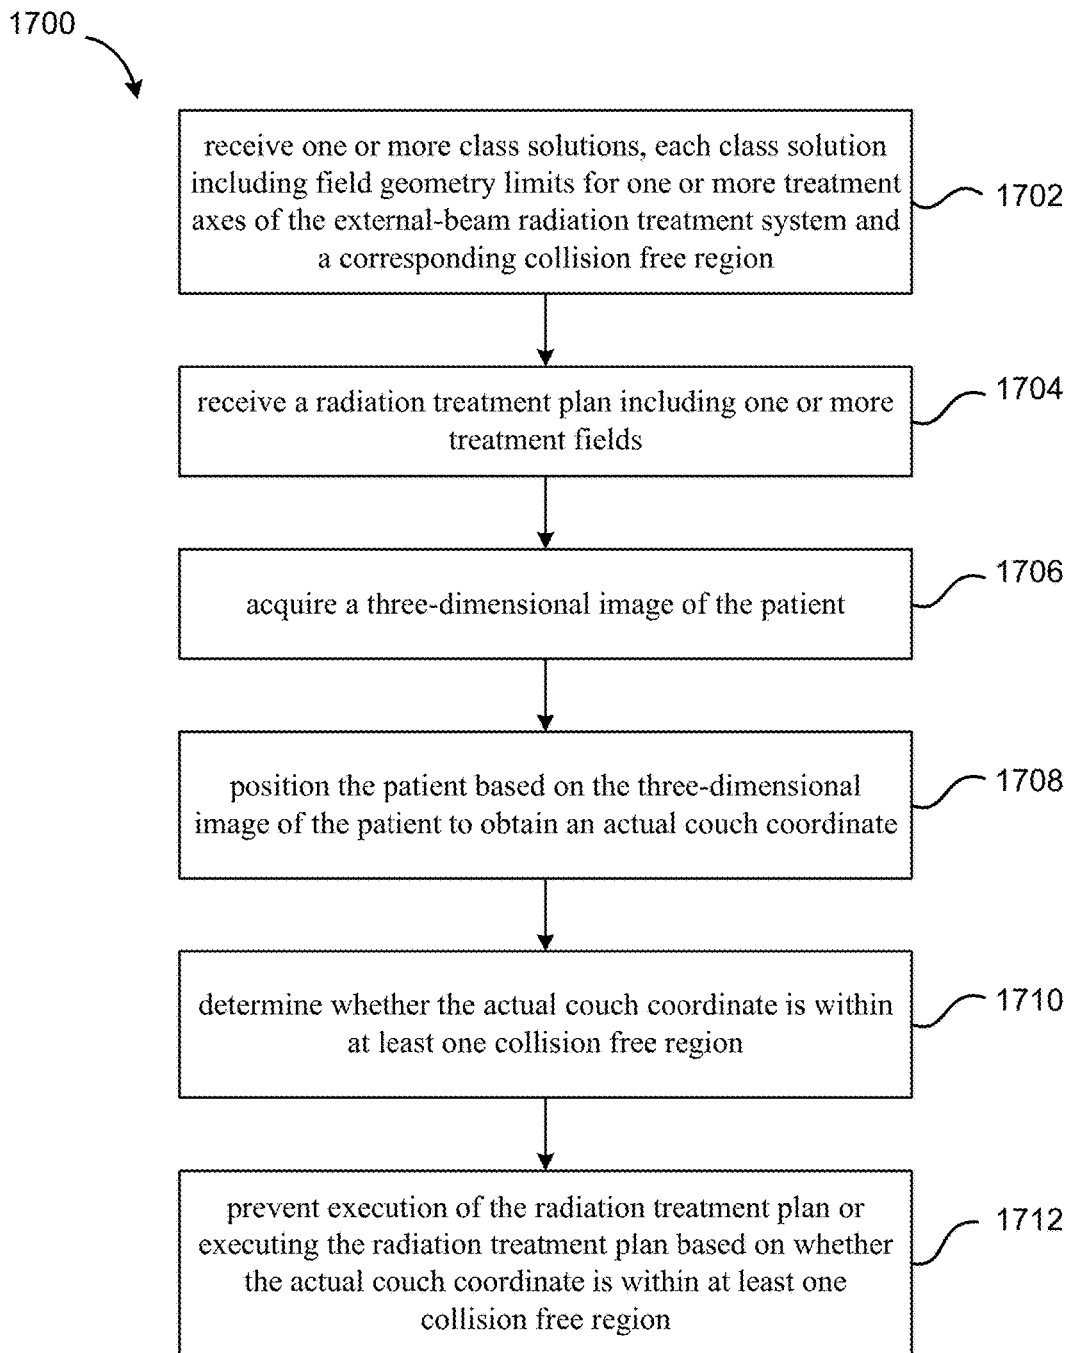 1700
receive one or more class solutions, each class solution
including field geometry limits for one or more treatment
axes of the external-beam radiation treatment system and
a corresponding collision free region
1702
receive a radiation treatment plan including one or more
treatment fields
1704
acquire a three-dimensional image of the patient
1706
position the patient based on the three-dimensional
image of the patient to obtain an actual couch coordinate
1708
determine whether the actual couch coordinate is within
at least one collision free region
1710
prevent execution of the radiation treatment plan or
executing the radiation treatment plan based on whether
the actual couch coordinate is within at least one
collision free region
1712